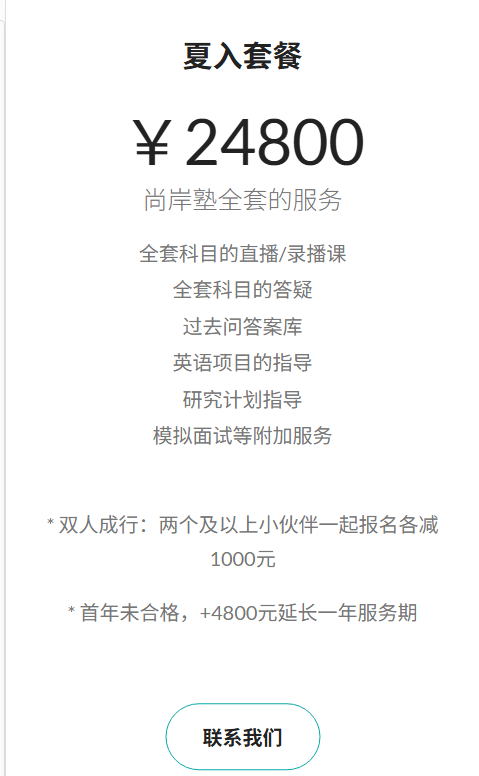 夏入套餐
￥24800
尚岸塾全套的服务
全套科目的直播/录播课
全套科目的答疑
过去问答案库
英语项目的指导
研究计划指导
模拟面试等附加服务
* 双人成行：两个及以上小伙伴一起报名各减
1000元
* 首年未合格，+4800元延长一年服务期
联系我们